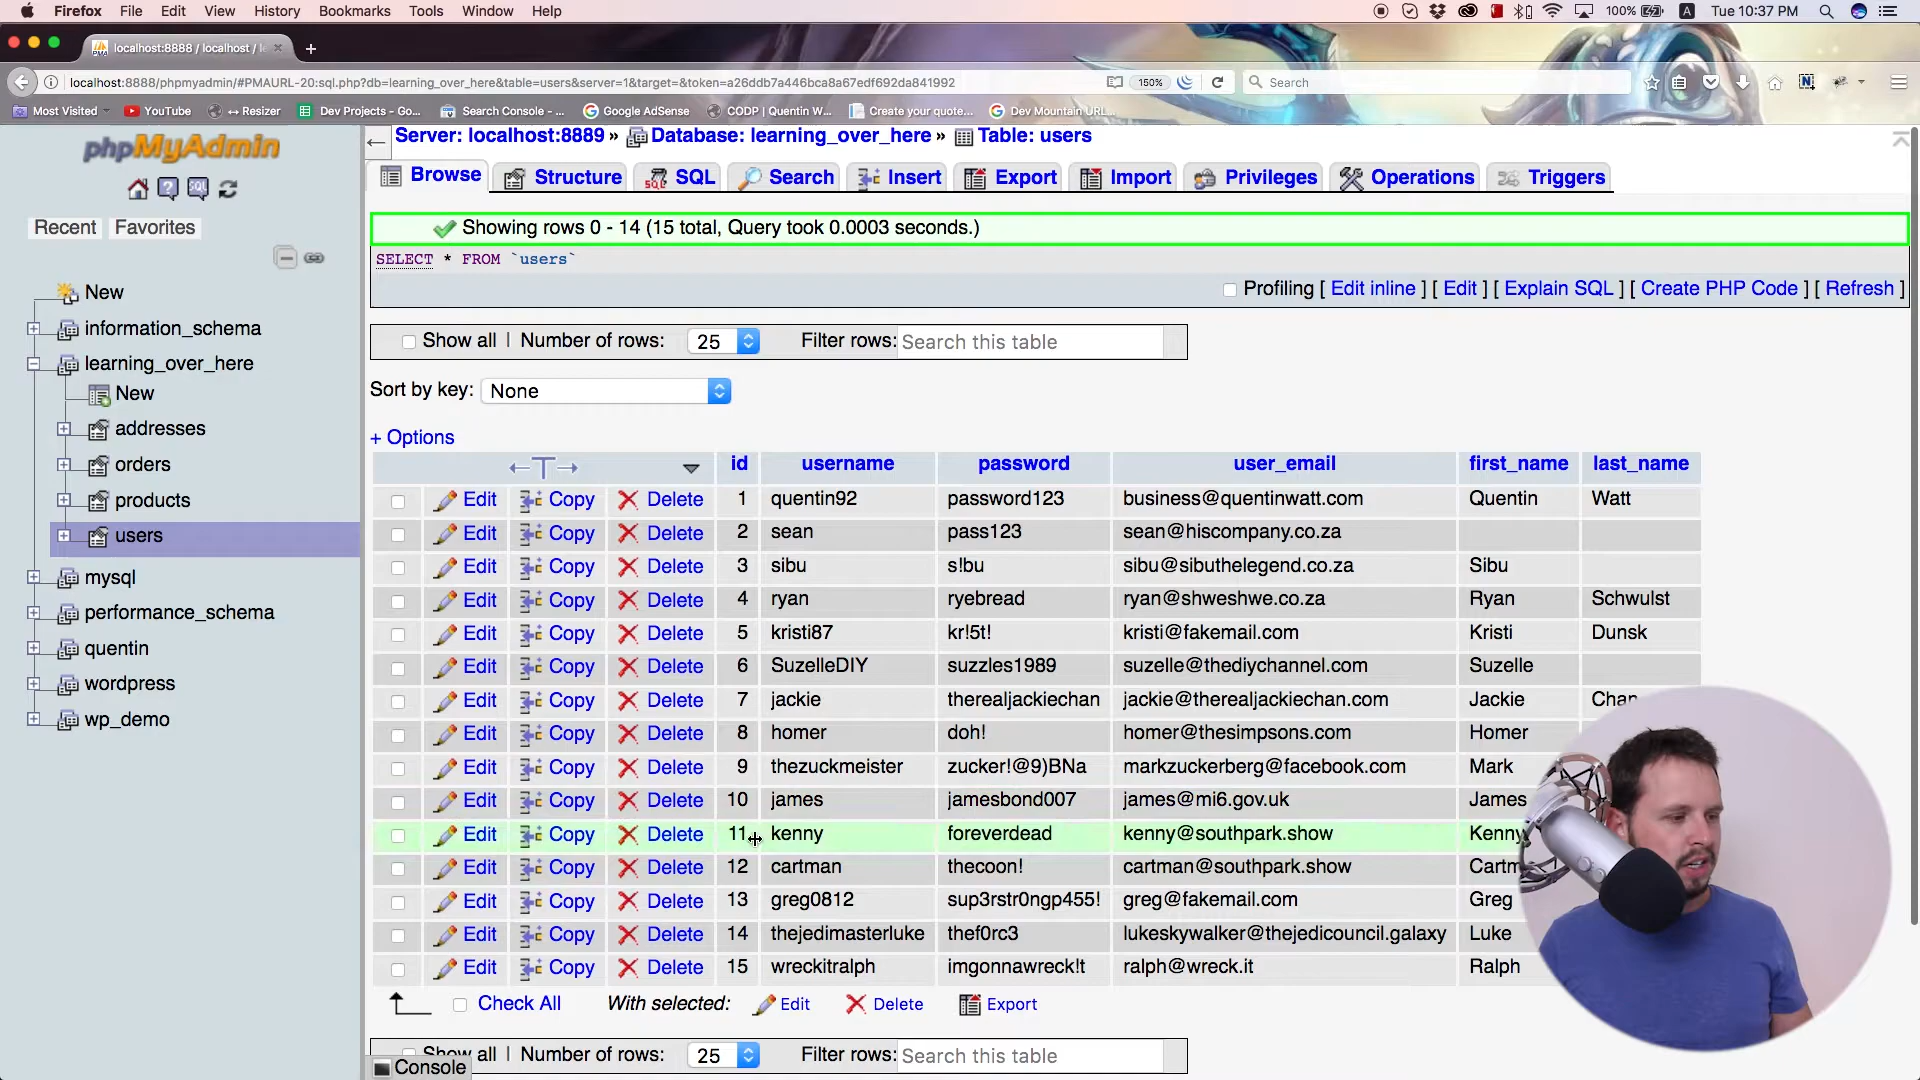 Firefox File Edit View History Bookmarks Tools Window Help 100% A Tue 10:37 PM
localhost:8888 / localhost / l
localhost:8888/phpmyadmin/#PMAURL-20:sql.php?db=learning_over_here&table=users&server=1&target=&token=a26ddb7a446bca8a67edf692da841992 150% Search
Most Visited YouTube ↔ Resizer Dev Projects - Go... Search Console - ... Google AdSense CODP | Quentin W... Create your quote... Dev Mountain URL...
phpMyAdmin
Recent Favorites
New
information_schema
learning_over_here
New
addresses
orders
products
users
mysql
performance_schema
quentin
wordpress
wp_demo
Server: localhost:8889 » Database: learning_over_here » Table: users
Browse Structure SQL Search Insert Export Import Privileges Operations Triggers
Showing rows 0 - 14 (15 total, Query took 0.0003 seconds.)
SELECT * FROM `users`
Profiling [ Edit inline ] [ Edit ] [ Explain SQL ] [ Create PHP Code ] [ Refresh ]
Show all | Number of rows: 25 Filter rows: Search this table
Sort by key: None
+ Options
←T→ id username password user_email first_name last_name
Edit Copy Delete 1 quentin92 password123 business@quentinwatt.com Quentin Watt
Edit Copy Delete 2 sean pass123 sean@hiscompany.co.za
Edit Copy Delete 3 sibu s!bu sibu@sibuthelegend.co.za Sibu
Edit Copy Delete 4 ryan ryebread ryan@shweshwe.co.za Ryan Schwulst
Edit Copy Delete 5 kristi87 kr!5t! kristi@fakemail.com Kristi Dunsk
Edit Copy Delete 6 SuzelleDIY suzzles1989 suzelle@thediychannel.com Suzelle
Edit Copy Delete 7 jackie therealjackiechan jackie@therealjackiechan.com Jackie Chan
Edit Copy Delete 8 homer doh! homer@thesimpsons.com Homer
Edit Copy Delete 9 thezuckmeister zucker!@9)BNa markzuckerberg@facebook.com Mark
Edit Copy Delete 10 james jamesbond007 james@mi6.gov.uk James
Edit Copy Delete 11 kenny foreverdead kenny@southpark.show Kenny
Edit Copy Delete 12 cartman thecoon! cartman@southpark.show Cartm
Edit Copy Delete 13 greg0812 sup3rstr0ngp455! greg@fakemail.com Greg
Edit Copy Delete 14 thejedimasterluke thef0rc3 lukeskywalker@thejedicouncil.galaxy Luke
Edit Copy Delete 15 wreckitralph imgonnawreck!t ralph@wreck.it Ralph
Check All With selected: Edit Delete Export
Show all | Number of rows: 25 Filter rows: Search this table
Console